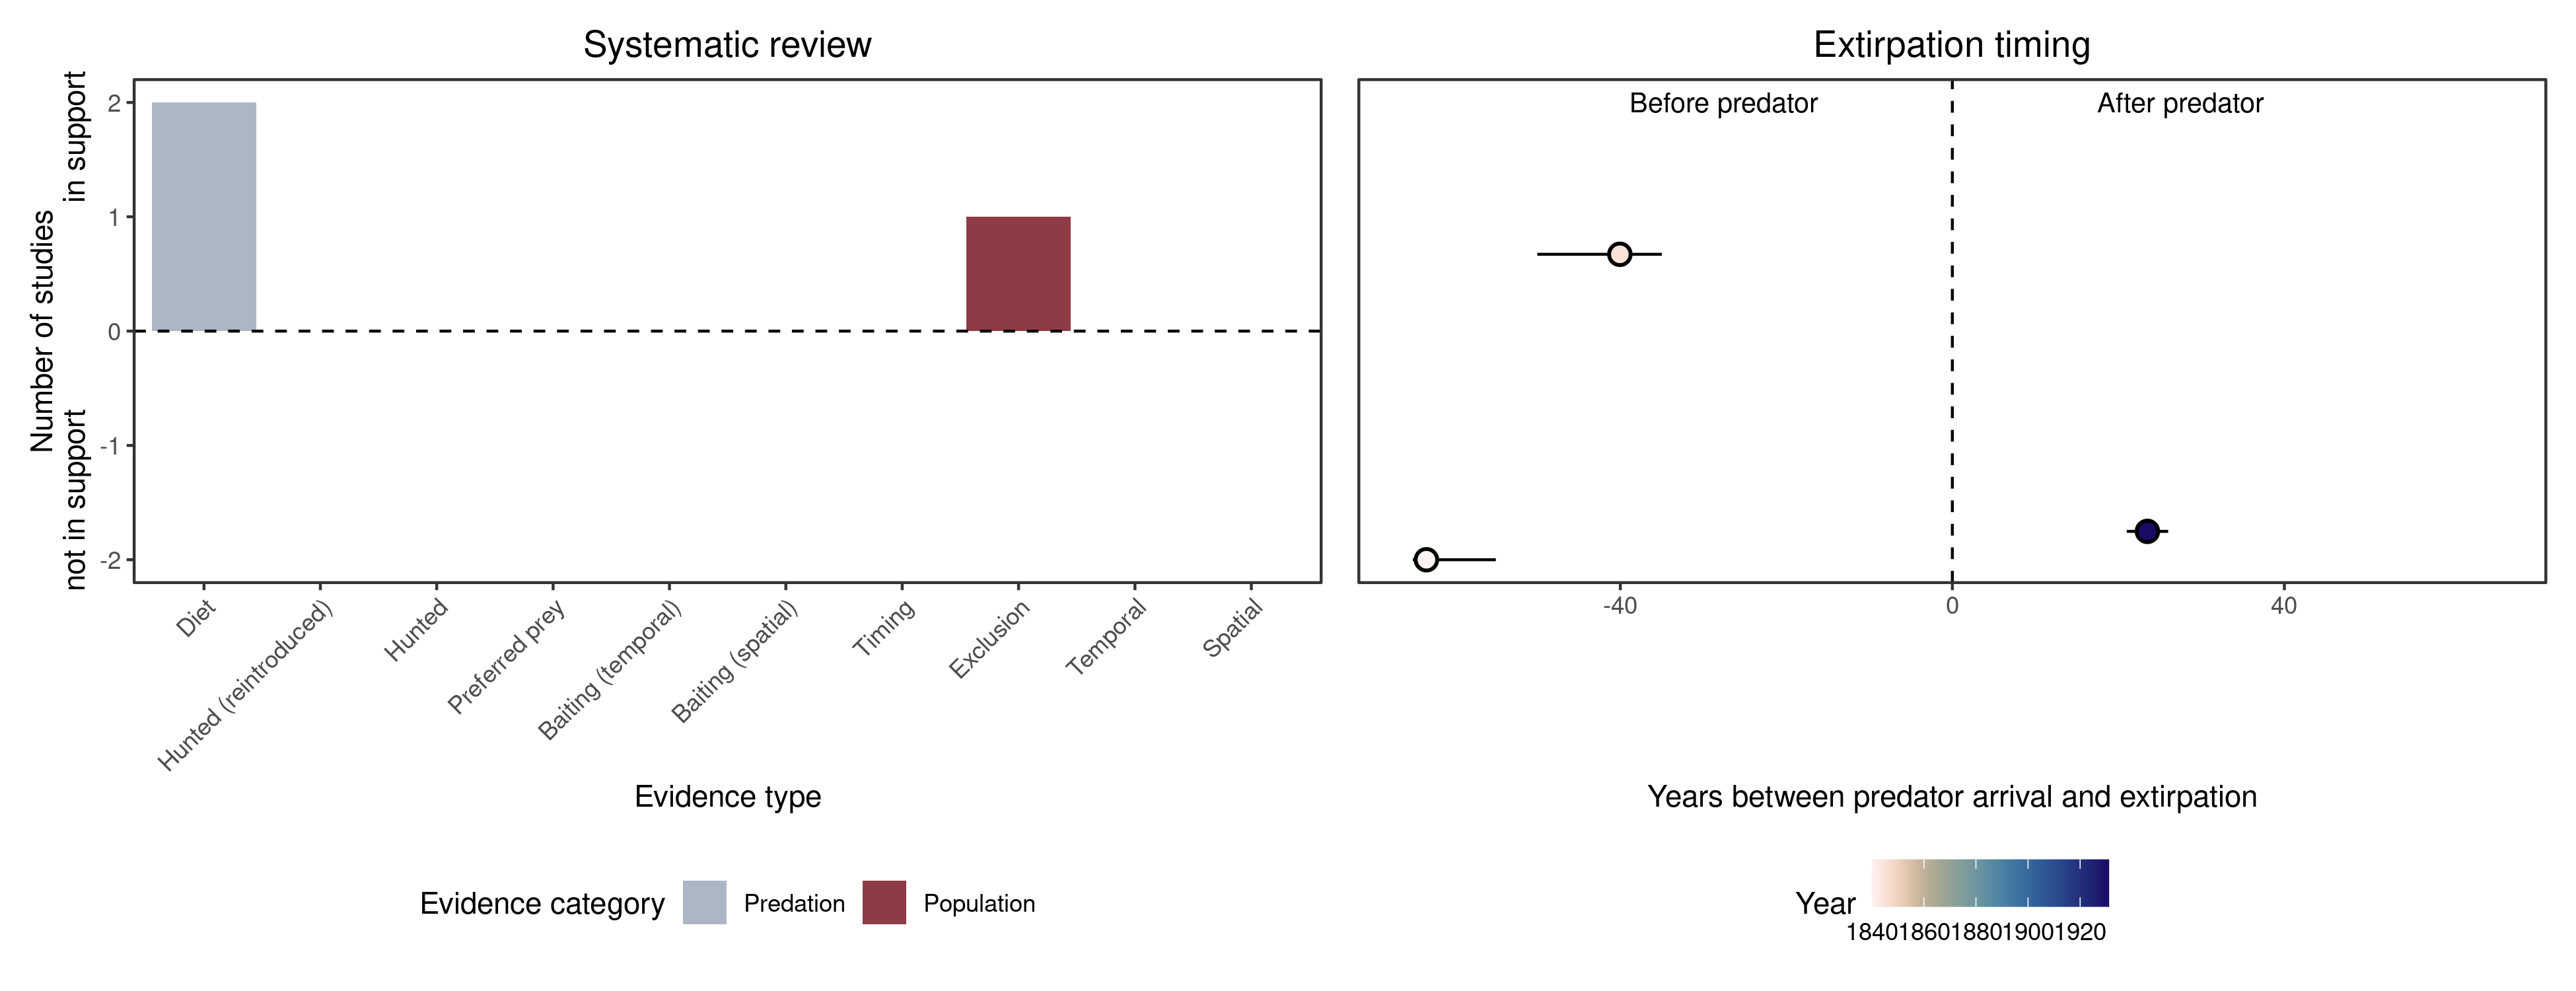 Systematic review
Number of studies
not in support
in support
2
1
0
-1
-2
Diet
Hunted (reintroduced)
Hunted
Preferred prey
Baiting (temporal)
Baiting (spatial)
Timing
Exclusion
Temporal
Spatial
Evidence type
Evidence category
Predation
Population
Extirpation timing
Before predator
After predator
-40
0
40
Years between predator arrival and extirpation
Year
1840
1860
1880
1900
1920